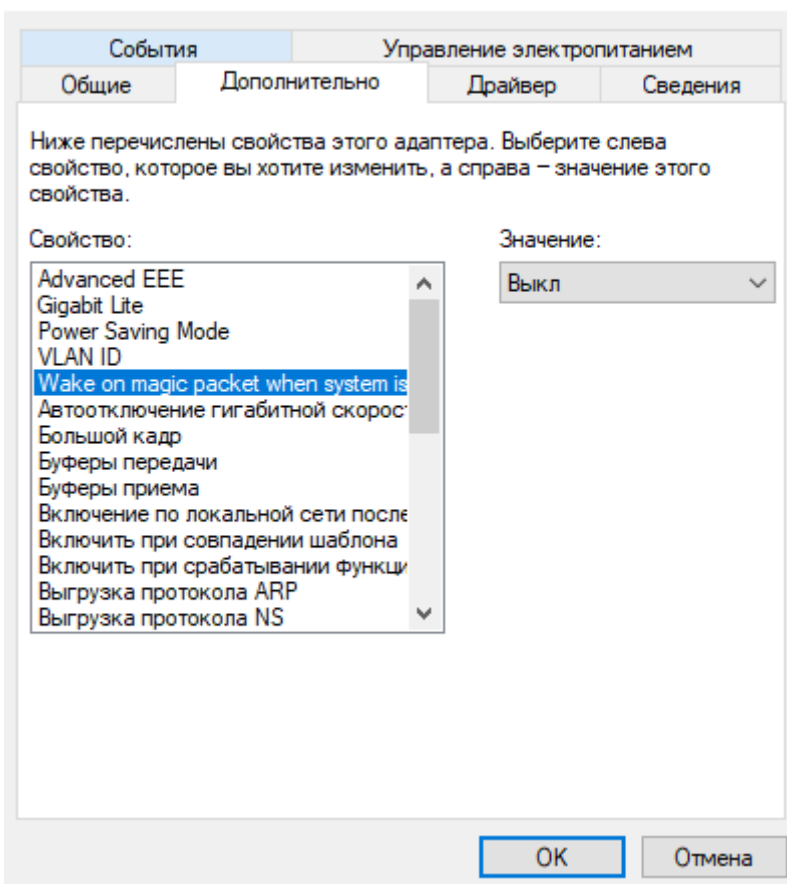 События
Управление электропитанием
Общие
Дополнительно
Драйвер
Сведения
Ниже перечислены свойства этого адаптера. Выберите слева
свойство, которое вы хотите изменить, а справа – значение этого
свойства.
Свойство:
Значение:
Advanced EEE
Gigabit Lite
Power Saving Mode
VLAN ID
Wake on magic packet when system is
Автоотключение гигабитной скорост
Большой кадр
Буферы передачи
Буферы приема
Включение по локальной сети после
Включить при совпадении шаблона
Включить при срабатывании функци
Выгрузка протокола ARP
Выгрузка протокола NS
Выкл
OK
Отмена